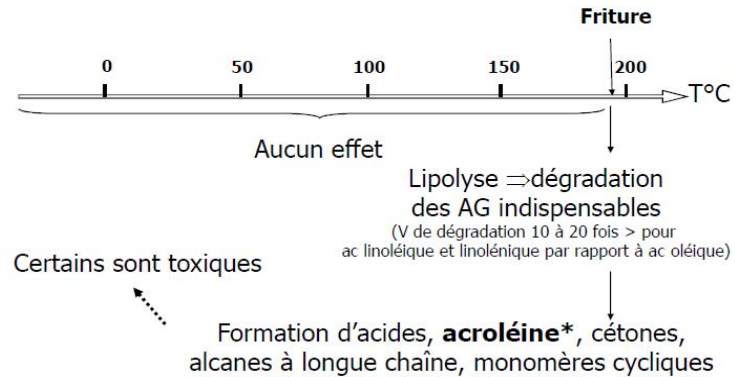 Friture
0 50 100 150 200
T°C
Aucun effet
Lipolyse ⇒dégradation
des AG indispensables
(V de dégradation 10 à 20 fois > pour
ac linoléique et linolénique par rapport à ac oléique)
Certains sont toxiques
Formation d'acides, acroléine*, cétones,
alcanes à longue chaîne, monomères cycliques